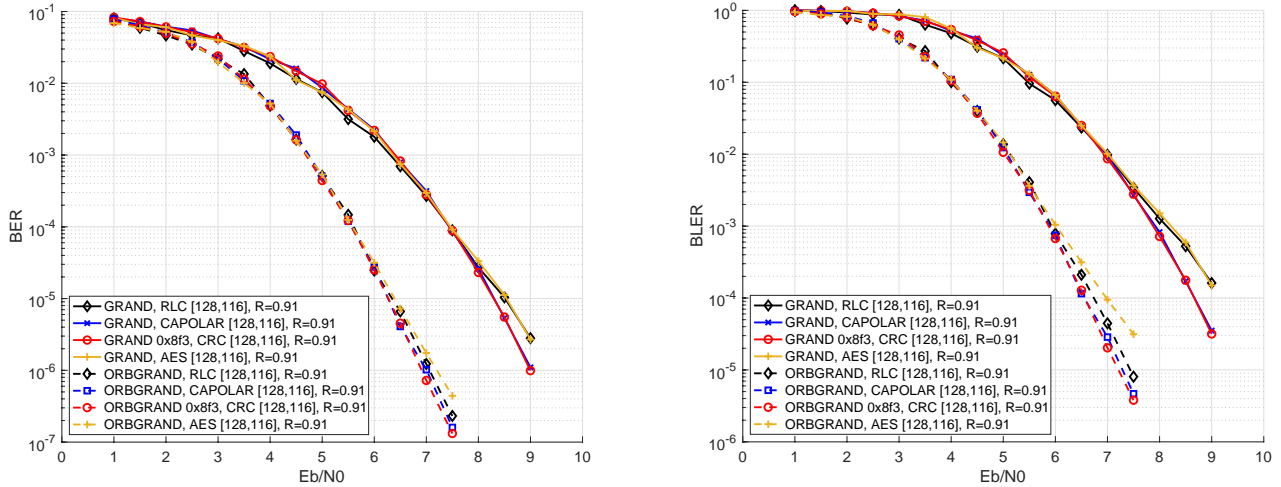 10^0
10^-1
10^-2
10^-3
10^-4
10^-5
10^-6
10^-7
BER
GRAND, RLC [128,116], R=0.91
GRAND, CAPOLAR [128,116], R=0.91
GRAND 0x8f3, CRC [128,116], R=0.91
GRAND, AES [128,116], R=0.91
ORBGRAND, RLC [128,116], R=0.91
ORBGRAND, CAPOLAR [128,116], R=0.91
ORBGRAND 0x8f3, CRC [128,116], R=0.91
ORBGRAND, AES [128,116], R=0.91
0 1 2 3 4 5 6 7 8 9 10
Eb/N0
10^0
10^-1
10^-2
10^-3
10^-4
10^-5
10^-6
BLER
GRAND, RLC [128,116], R=0.91
GRAND, CAPOLAR [128,116], R=0.91
GRAND 0x8f3, CRC [128,116], R=0.91
GRAND, AES [128,116], R=0.91
ORBGRAND, RLC [128,116], R=0.91
ORBGRAND, CAPOLAR [128,116], R=0.91
ORBGRAND 0x8f3, CRC [128,116], R=0.91
ORBGRAND, AES [128,116], R=0.91
0 1 2 3 4 5 6 7 8 9 10
Eb/N0